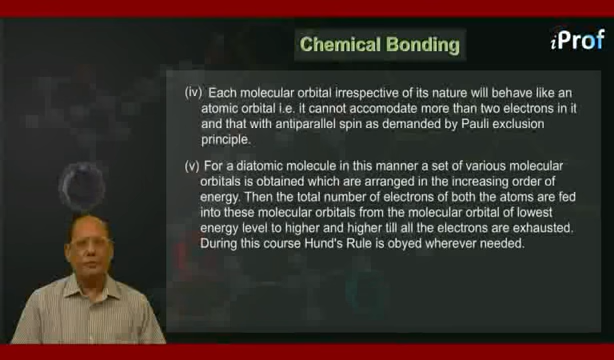 Chemical Bonding
iProf
(iv) Each molecular orbital irrespective of its nature will behave like an
atomic orbital i.e. it cannot accomodate more than two electrons in it
and that with antiparallel spin as demanded by Pauli exclusion
principle.
(v) For a diatomic molecule in this manner a set of various molecular
orbitals is obtained which are arranged in the increasing order of
energy. Then the total number of electrons of both the atoms are fed
into these molecular orbitals from the molecular orbital of lowest
energy level to higher and higher till all the electrons are exhausted.
During this course Hund's Rule is obyed wherever needed.